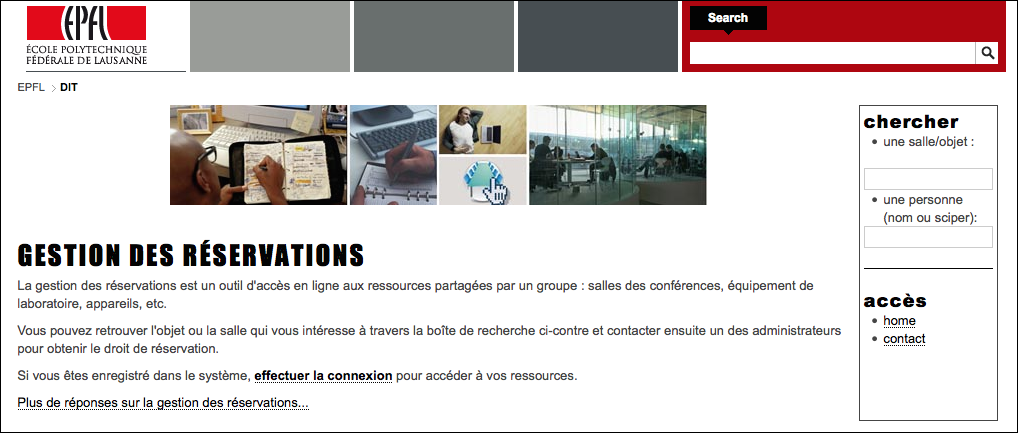 EPFL
ÉCOLE POLYTECHNIQUE
FÉDÉRALE DE LAUSANNE
Search
EPFL > DIT
GESTION DES RÉSERVATIONS
La gestion des réservations est un outil d'accès en ligne aux ressources partagées par un groupe : salles des conférences, équipement de
laboratoire, appareils, etc.
Vous pouvez retrouver l'objet ou la salle qui vous intéresse à travers la boîte de recherche ci-contre et contacter ensuite un des administrateurs
pour obtenir le droit de réservation.
Si vous êtes enregistré dans le système, effectuer la connexion pour accéder à vos ressources.
Plus de réponses sur la gestion des réservations...
chercher
• une salle/objet :
• une personne
(nom ou sciper):
accès
• home
• contact